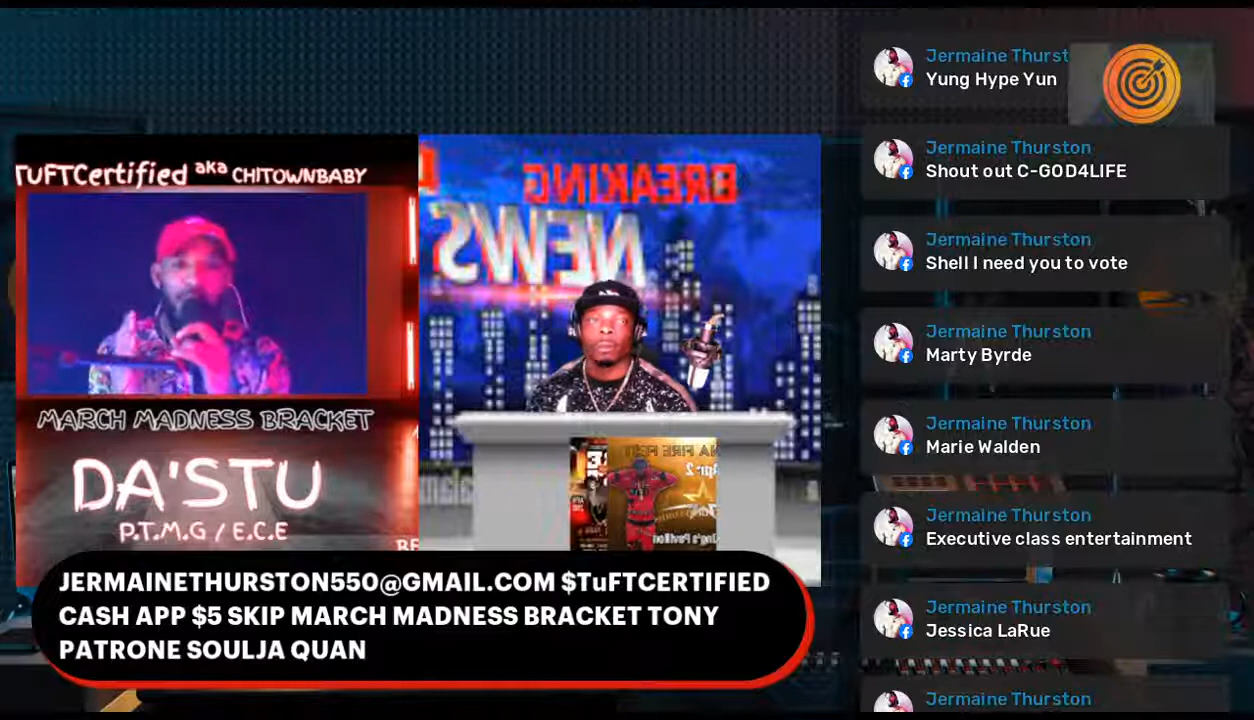 TUFTCertified aka CHITOWNBABY
MARCH MADNESS BRACKET
DA'STU
P.T.M.G / E.C.E
BREAKING
NEWS
Apr 2
JERMAINETHURSTON550@GMAIL.COM $TuFTCERTIFIED
CASH APP $5 SKIP MARCH MADNESS BRACKET TONY
PATRONE SOULJA QUAN
Jermaine Thurst
Yung Hype Yun
Jermaine Thurston
Shout out C-GOD4LIFE
Jermaine Thurston
Shell I need you to vote
Jermaine Thurston
Marty Byrde
Jermaine Thurston
Marie Walden
Jermaine Thurston
Executive class entertainment
Jermaine Thurston
Jessica LaRue
Jermaine Thurston